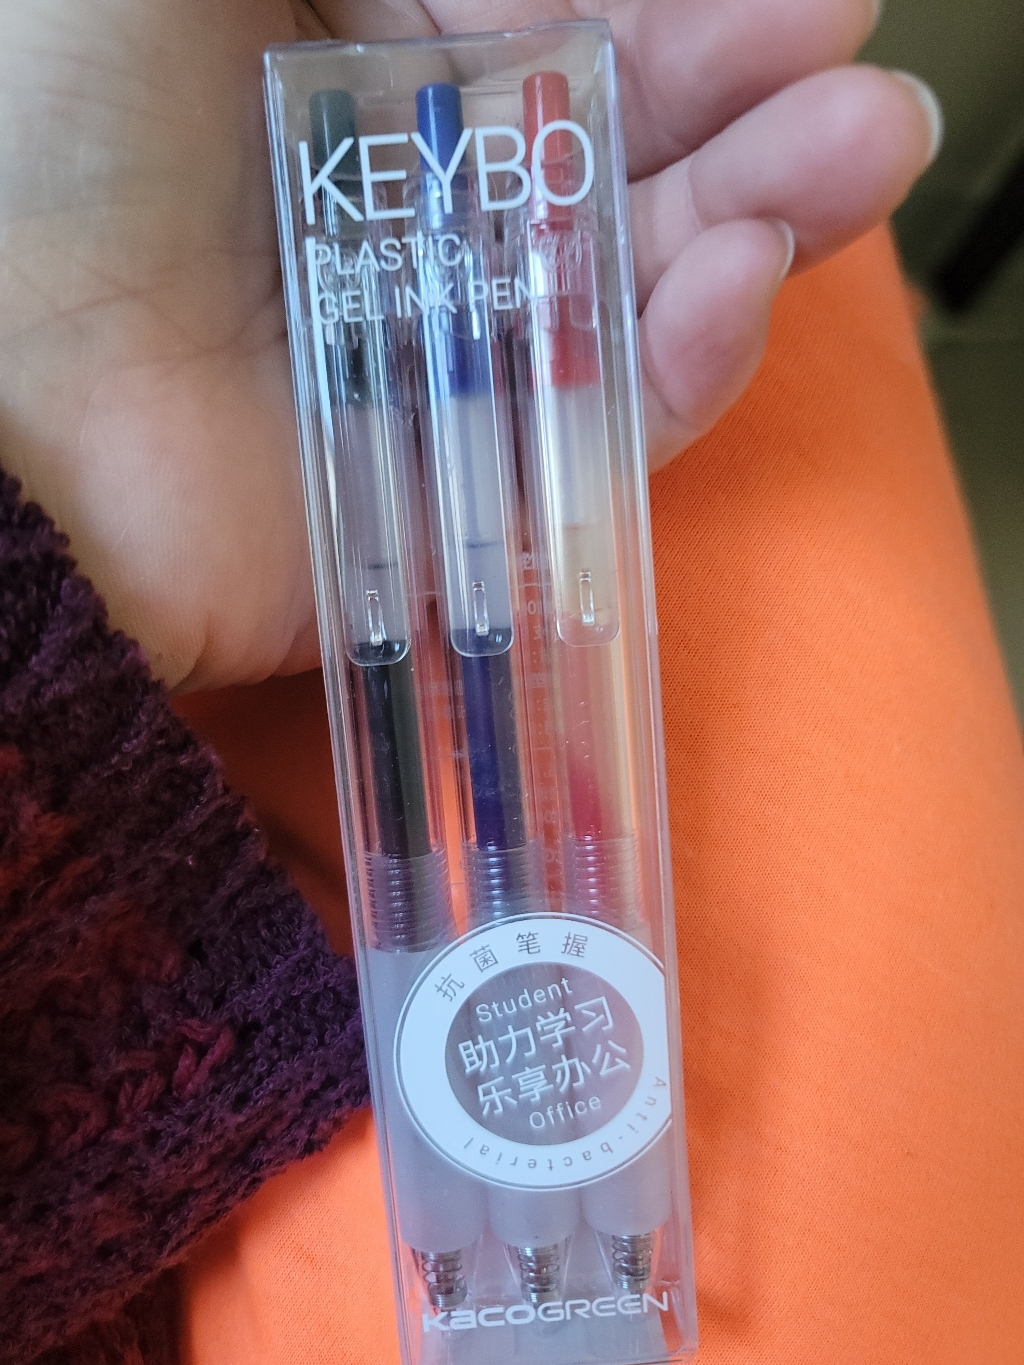 KEYBO
PLASTIC
GEL INK PEN
抗菌笔握
Student
助力学习
乐享办公
Office
Anti-bacterial
KACOGREEN